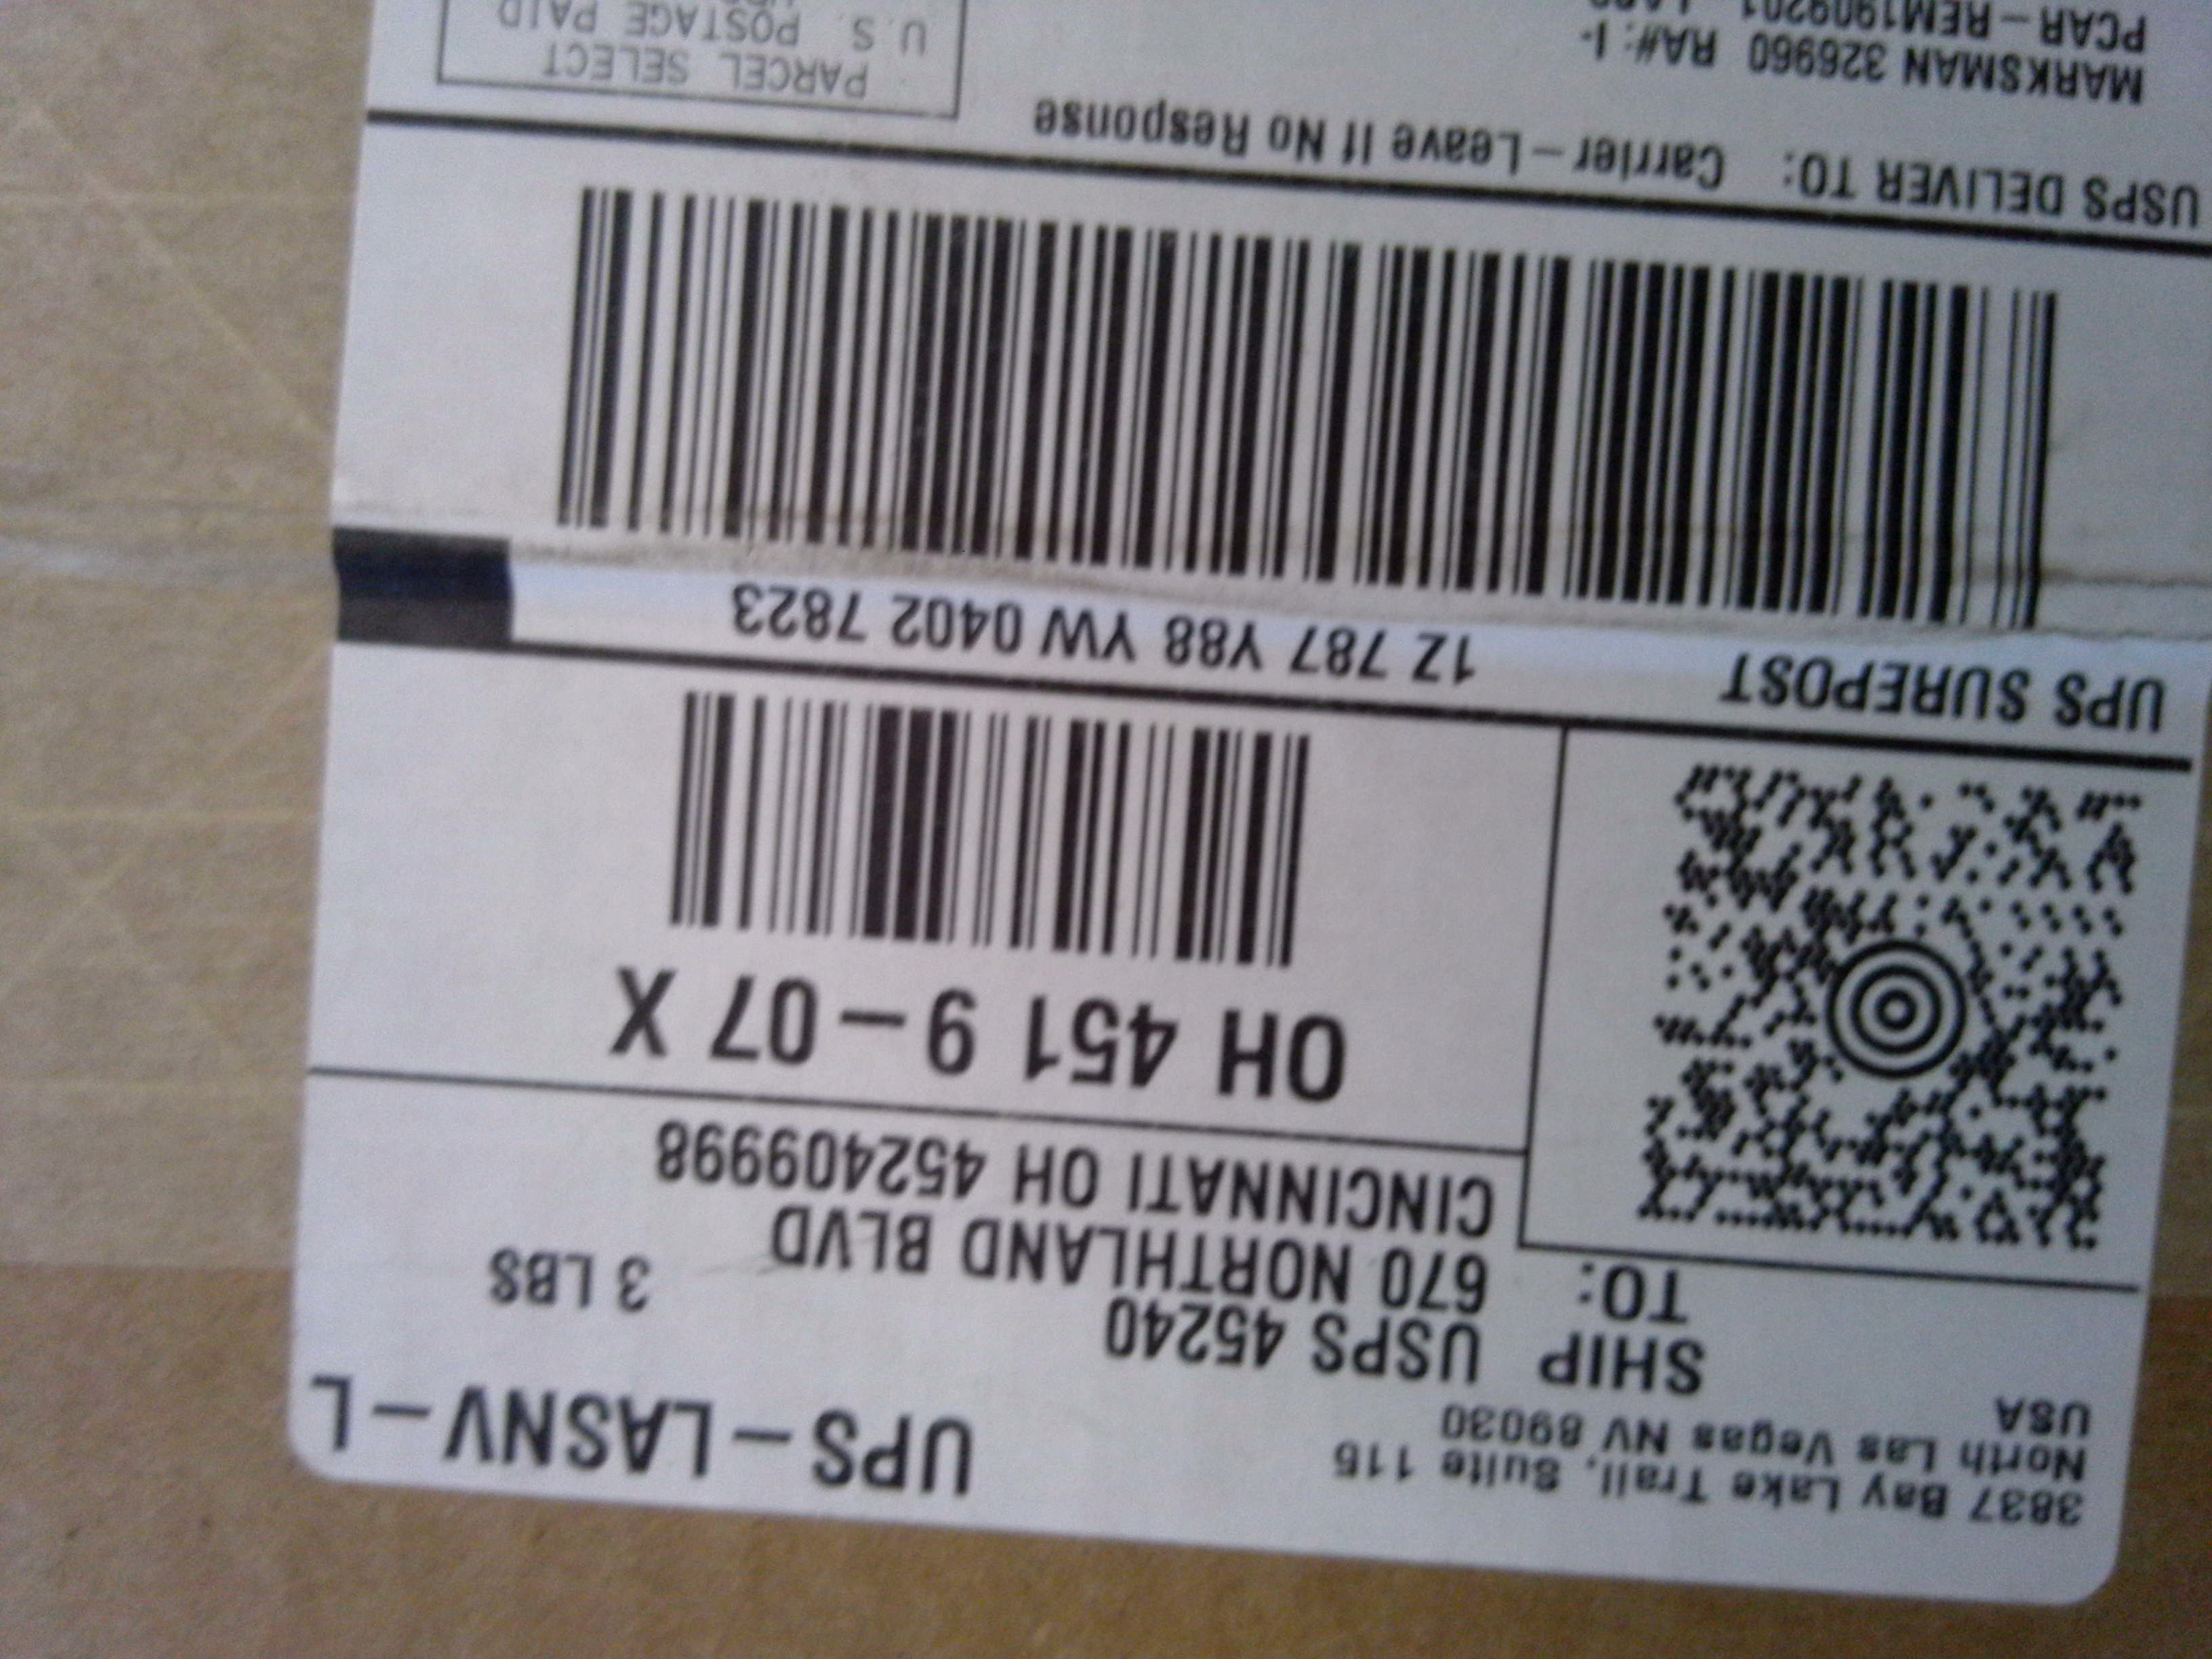 3837 Bay Lake Trail, Suite 115
North Las Vegas NV 89030
USA
UPS-LASNV-L
3 LBS
SHIP TO:
USPS 45240
670 NORTHLAND BLVD
CINCINNATI OH 452409998
OH 451 9-07 X
UPS SUREPOST
1Z 787 Y88 YW 0402 7823
USPS DELIVER TO: Carrier-Leave If No Response
MARKSMAN 326960 RA#: I-
PCAR-REM1909201
PARCEL SELECT
U.S. POSTAGE PAID